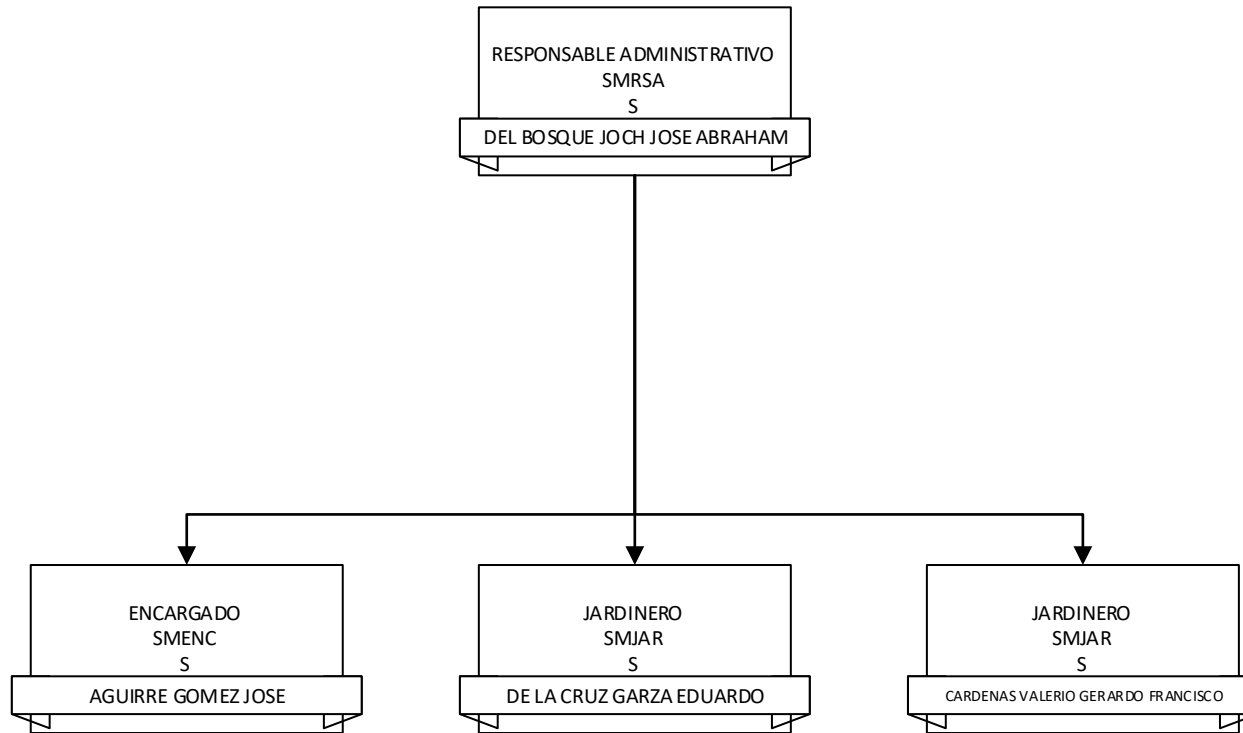 RESPONSABLE ADMINISTRATIVO
SMRSA
S
DEL BOSQUE JOCH JOSE ABRAHAM
ENCARGADO
SMENC
S
AGUIRRE GOMEZ JOSE
JARDINERO
SMJAR
S
DE LA CRUZ GARZA EDUARDO
JARDINERO
SMJAR
S
CARDENAS VALERIO GERARDO FRANCISCO